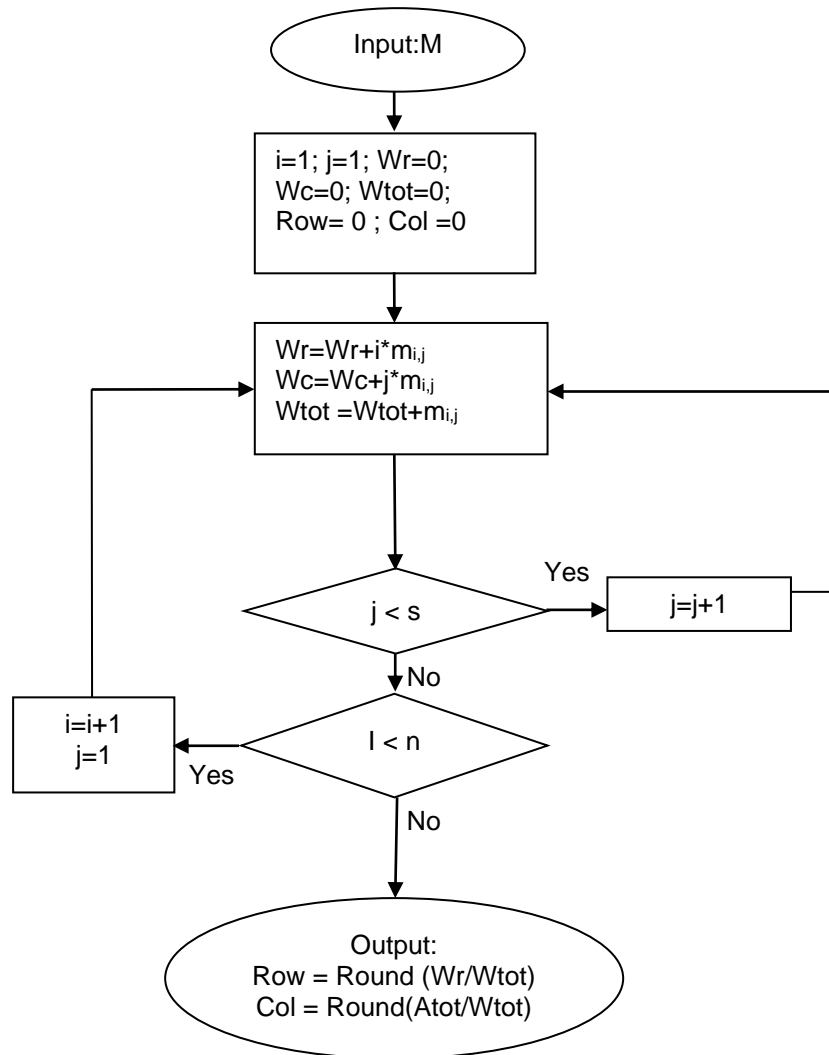 Input:M
i=1; j=1; Wr=0;
Wc=0; Wtot=0;
Row= 0 ; Col =0
Wr=Wr+i*mi,j
Wc=Wc+j*mi,j
Wtot =Wtot+mi,j
j < s
Yes
j=j+1
No
I < n
Yes
i=i+1
j=1
No
Output:
Row = Round (Wr/Wtot)
Col = Round(Atot/Wtot)